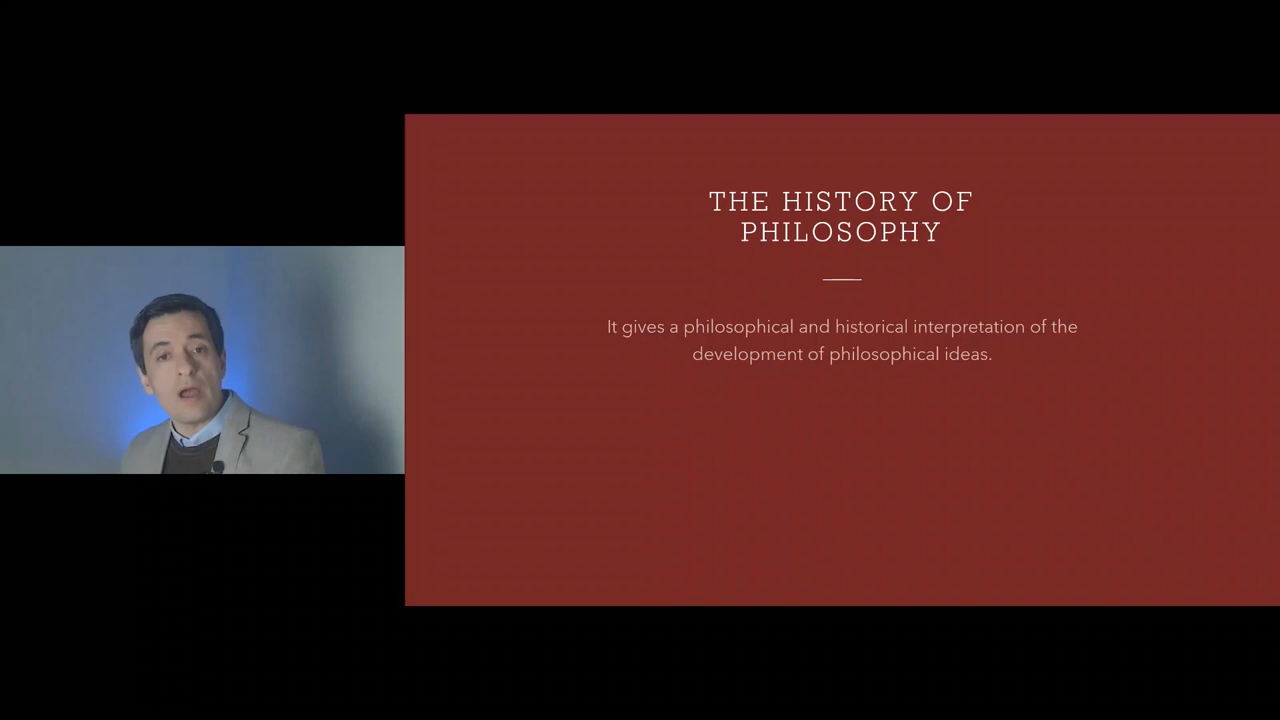 THE HISTORY OF
PHILOSOPHY
It gives a philosophical and historical interpretation of the
development of philosophical ideas.